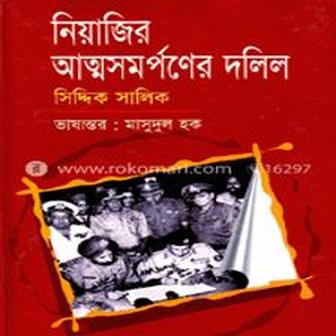 নিয়াজির
আত্মসমর্পণের দলিল
সিদ্দিক সালিক
ভাষান্তর : মাসুদুল হক
www.rokomari.com
16297